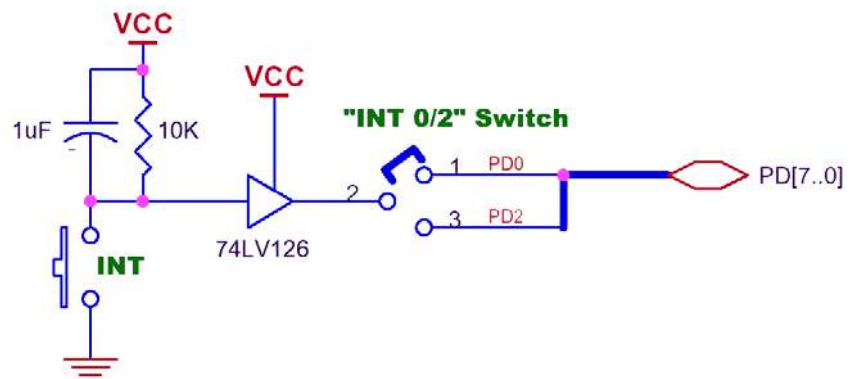 VCC
VCC
"INT 0/2" Switch
1uF
10K
1
PD0
PD[7..0]
2
3
PD2
74LV126
INT